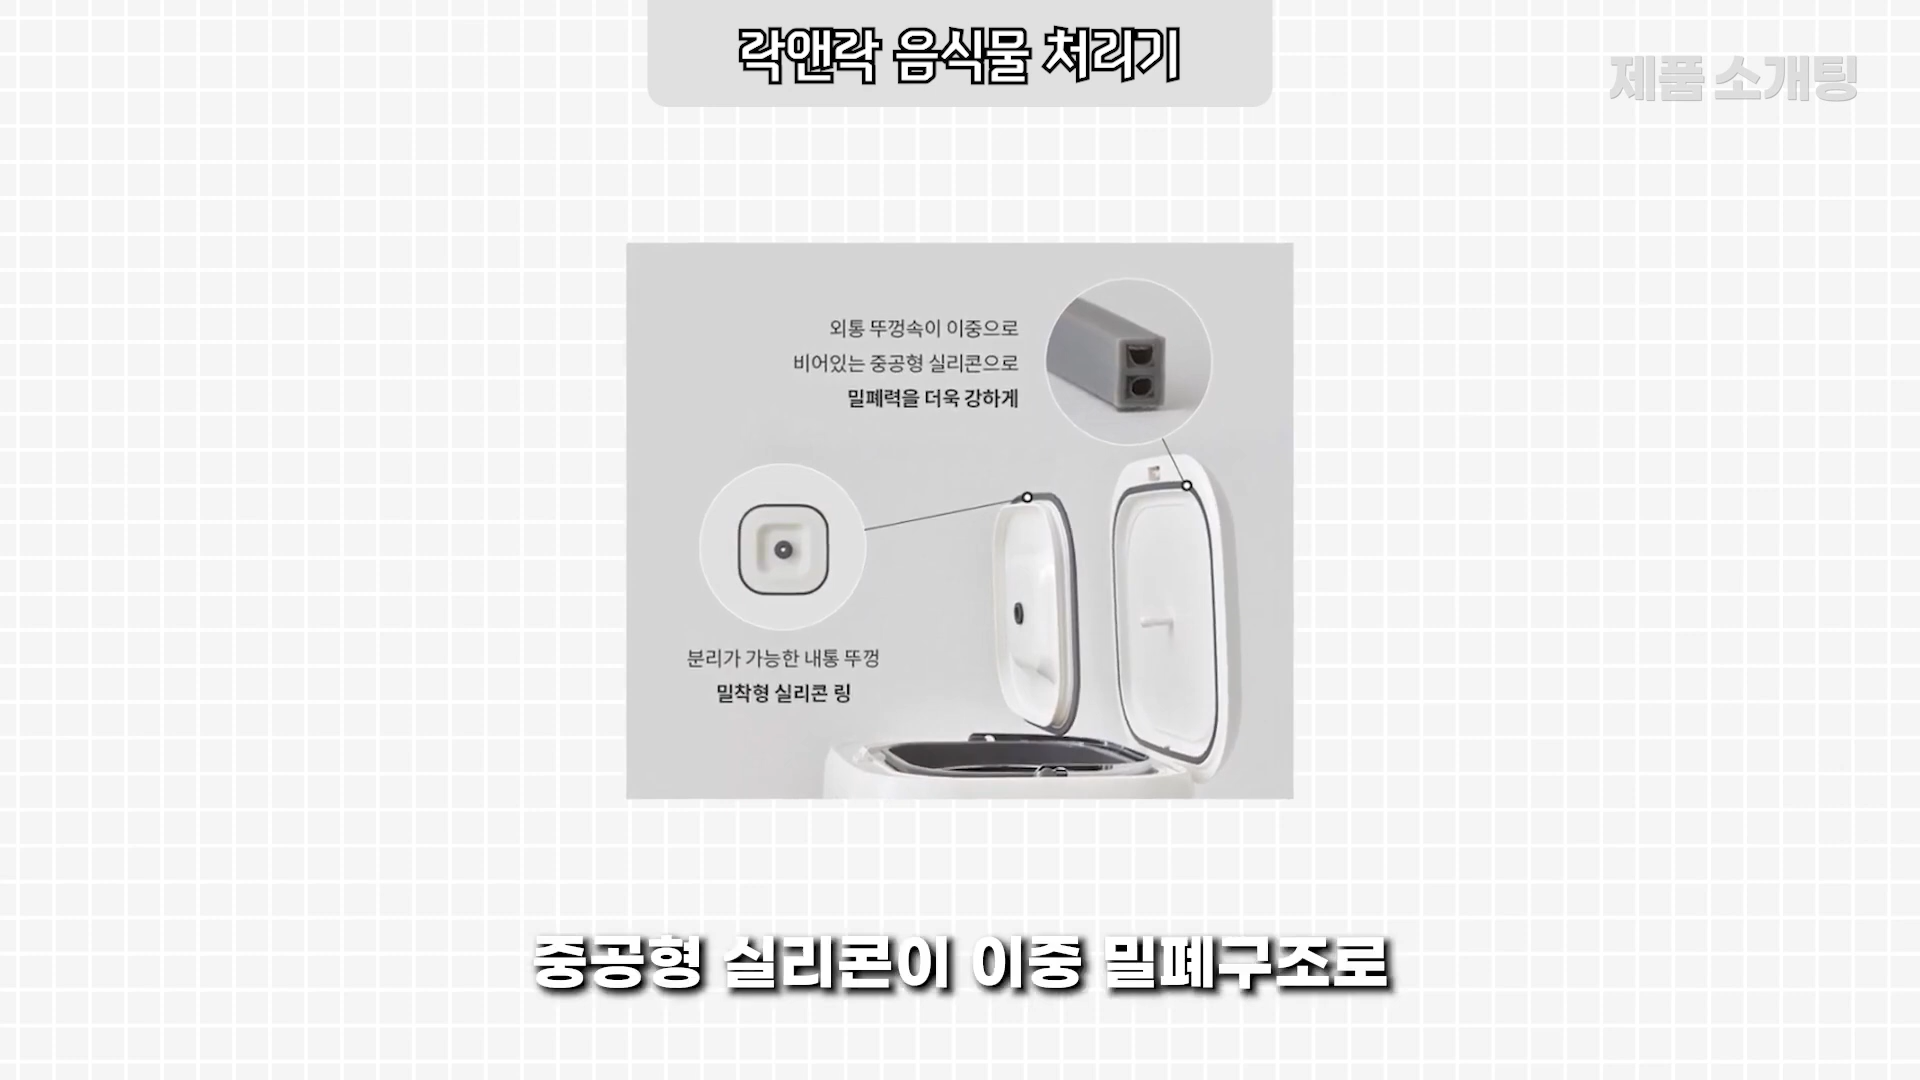 락앤락 음식물 처리기
제품 소개팅
외통 뚜껑속이 이중으로
비어있는 중공형 실리콘으로
밀폐력을 더욱 강하게
분리가 가능한 내통 뚜껑
밀착형 실리콘 링
중공형 실리콘이 이중 밀폐구조로